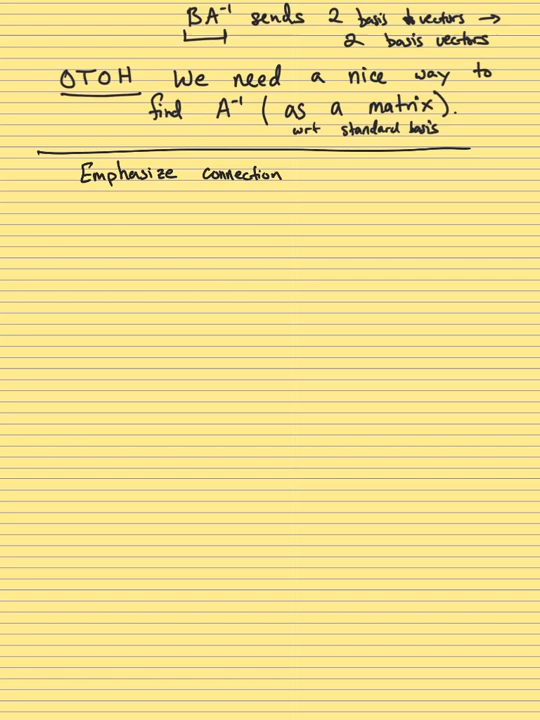 BA⁻¹ sends 2 basis vectors →
2 basis vectors
OTOH We need a nice way to
find A⁻¹ (as a matrix).
wrt standard basis
Emphasize connection